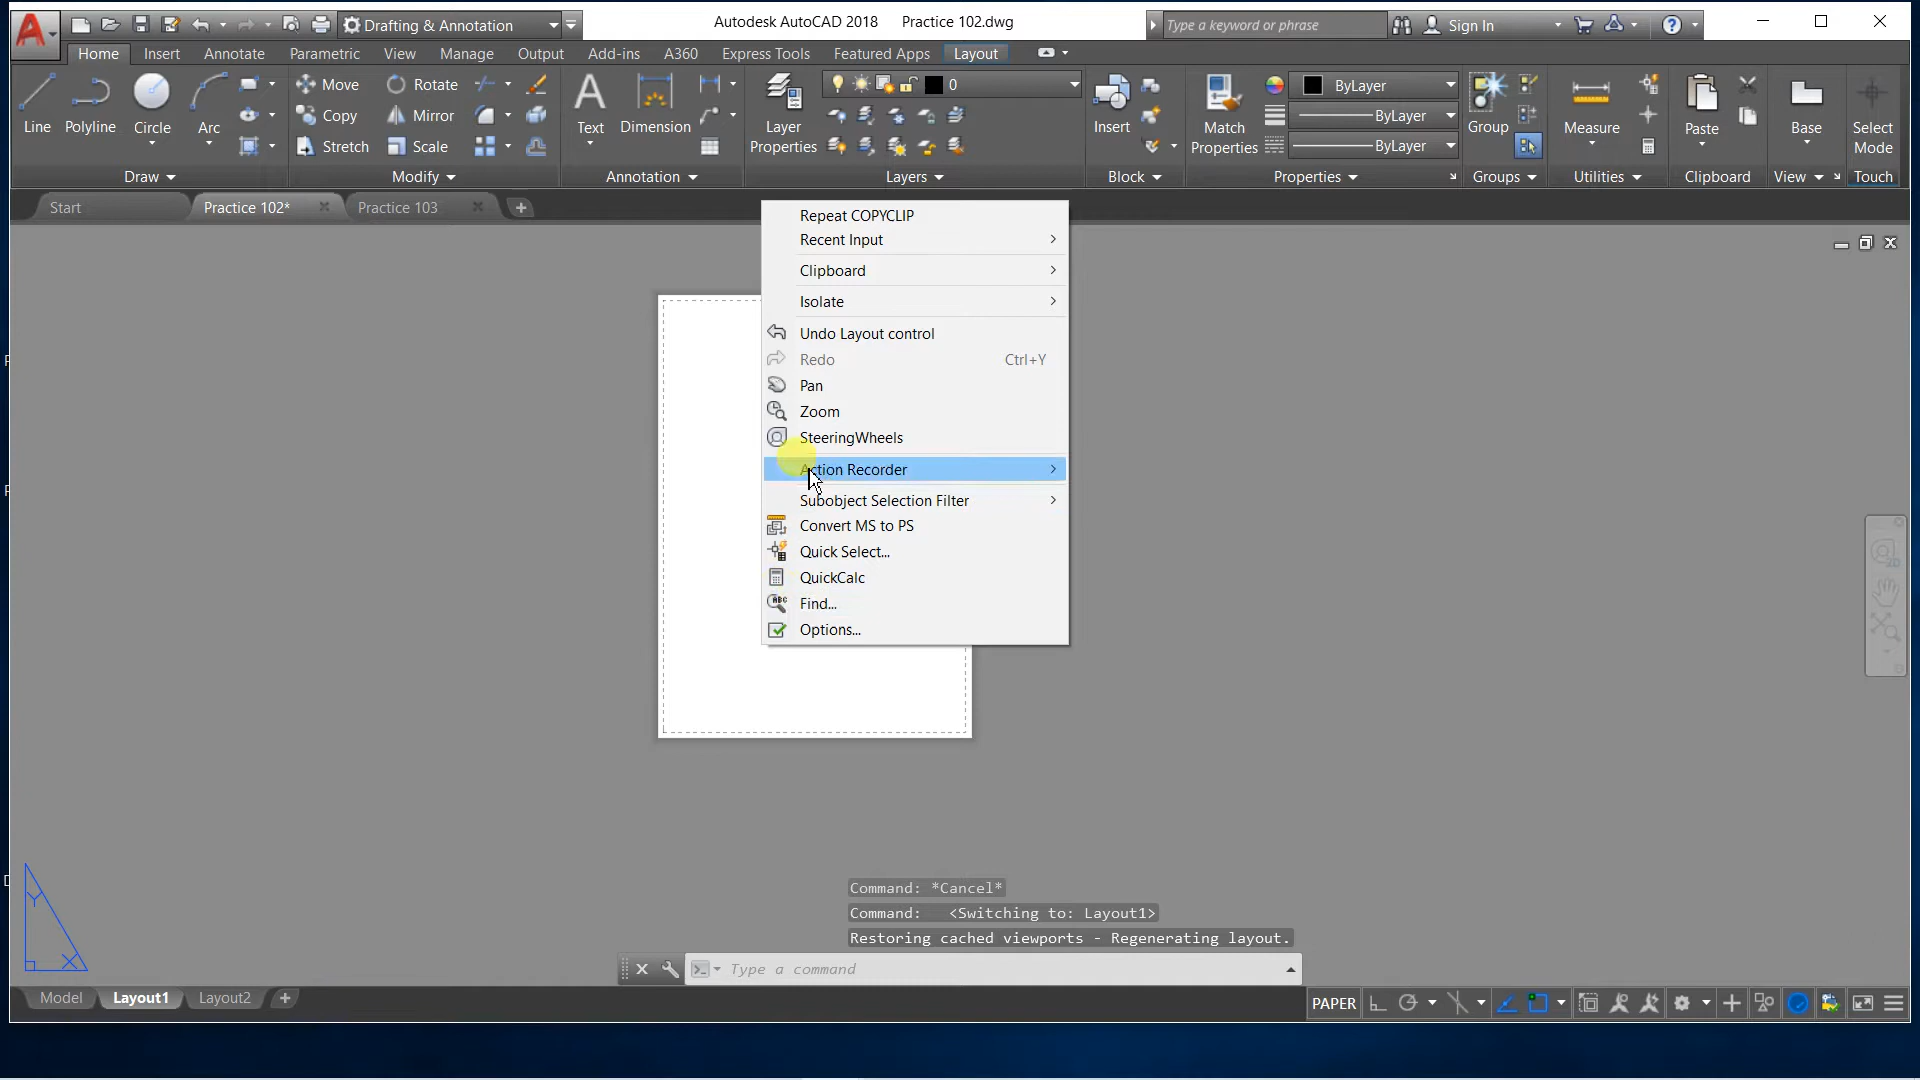 Drafting & Annotation
Autodesk AutoCAD 2018 Practice 102.dwg
Type a keyword or phrase
Sign In
Home Insert Annotate Parametric View Manage Output Add-ins A360 Express Tools Featured Apps Layout
Line
Polyline
Circle
Arc
Move
Copy
Stretch
Rotate
Mirror
Scale
Text
Dimension
Layer
Properties
0
Insert
Match
Properties
ByLayer
ByLayer
ByLayer
Group
Measure
Paste
Base
Select
Mode
Draw
Modify
Annotation
Layers
Block
Properties
Groups
Utilities
Clipboard
View
Touch
Start
Practice 102*
Practice 103
Repeat COPYCLIP
Recent Input
Clipboard
Isolate
Undo Layout control
Redo Ctrl+Y
Pan
Zoom
SteeringWheels
Action Recorder
Subobject Selection Filter
Convert MS to PS
Quick Select...
QuickCalc
Find...
Options...
Y
X
Command: *Cancel*
Command: <Switching to: Layout1>
Restoring cached viewports - Regenerating layout.
Type a command
Model
Layout1
Layout2
PAPER